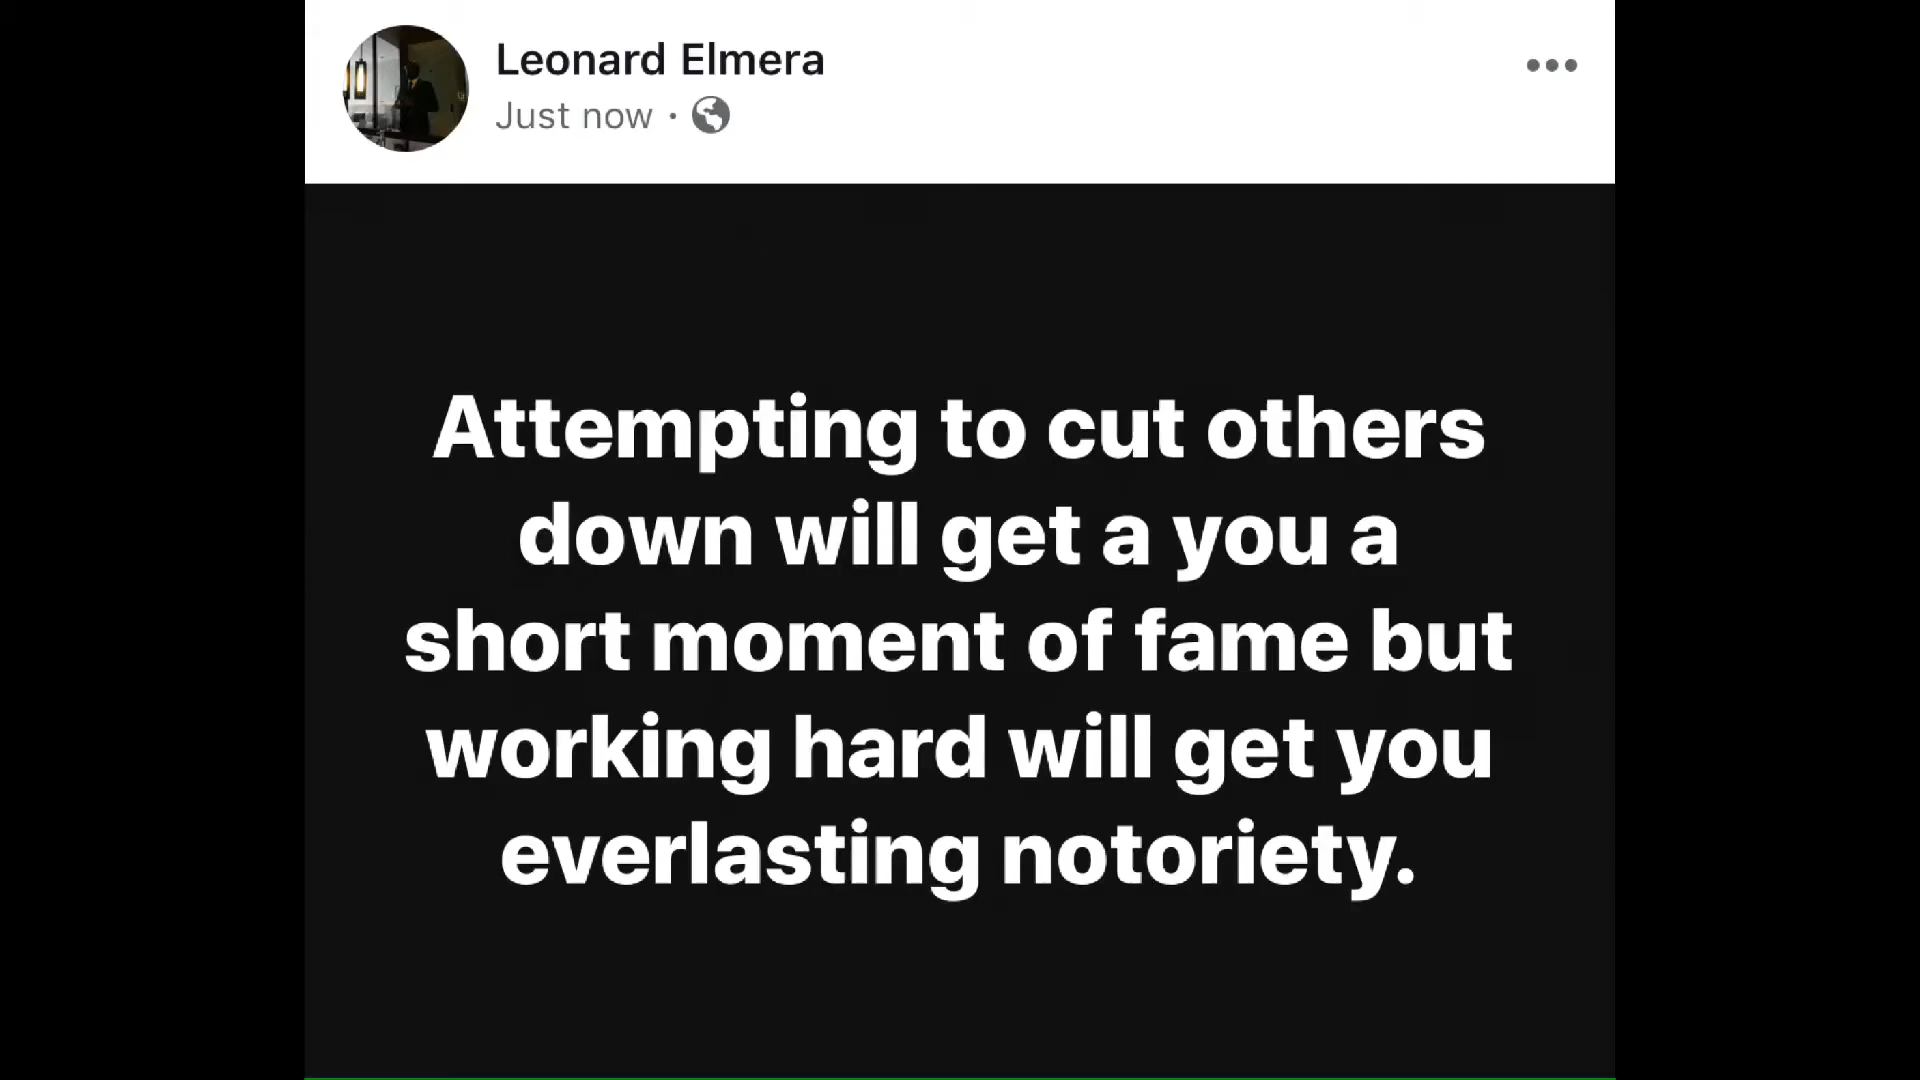 Leonard Elmera
Just now ·
Attempting to cut others
down will get a you a
short moment of fame but
working hard will get you
everlasting notoriety.